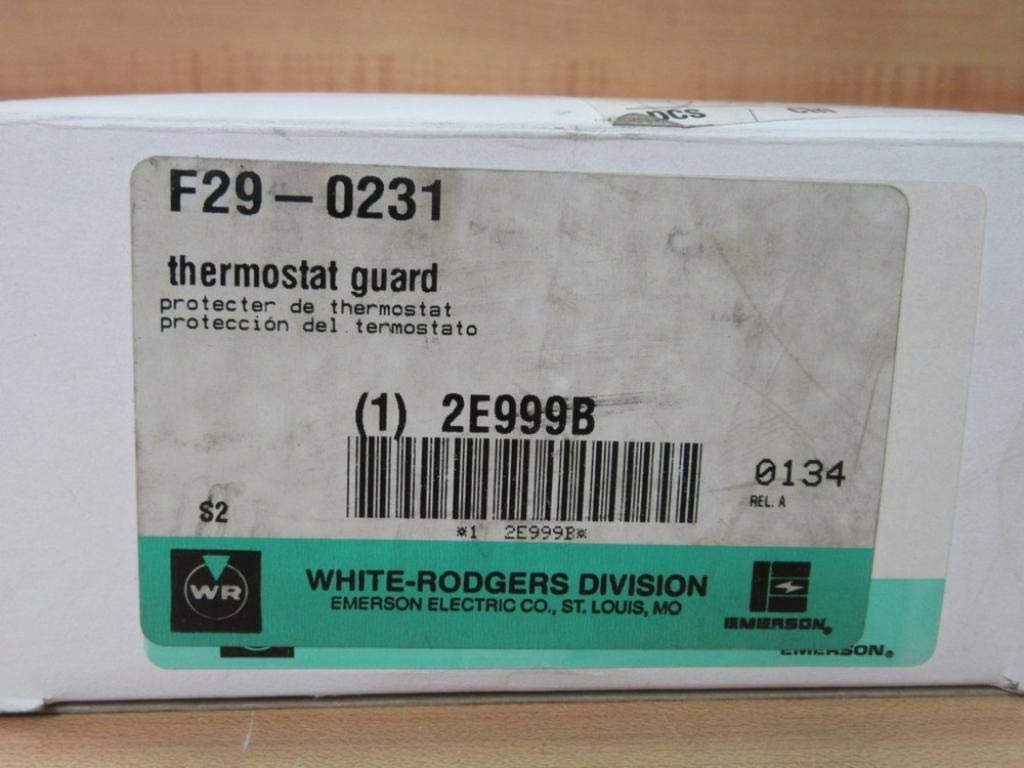 DCS
F29-0231
thermostat guard
protecter de thermostat
protección del termostato
(1) 2E999B
0134
REL. A
S2
*1 2E999B*
WR
WHITE-RODGERS DIVISION
EMERSON ELECTRIC CO., ST. LOUIS, MO
EMERSON®
EMERSON®